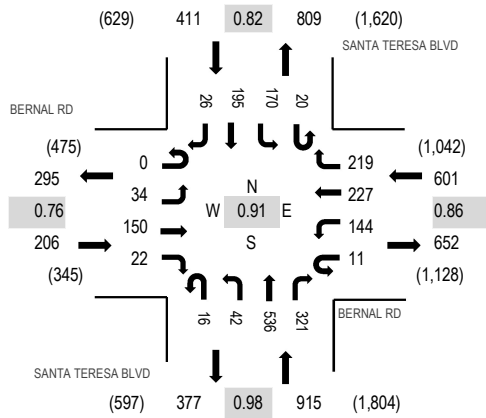 (629) 411 0.82 809 (1,620)
SANTA TERESA BLVD
BERNAL RD
26 195 170 20
(475) (1,042)
0 219
295 601
34 N 227
0.76 W 0.91 E 0.86
150 144
206 S 652
22 11
(345) (1,128)
16 42 536 321
BERNAL RD
SANTA TERESA BLVD
(597) 377 0.98 915 (1,804)